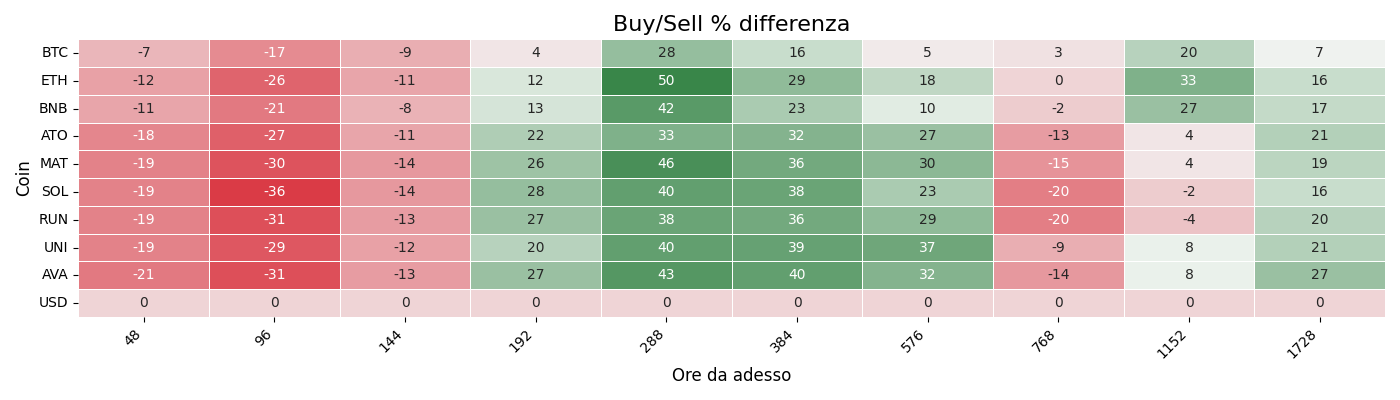 Buy/Sell % differenza
Coin
BTC -7 -17 -9 4 28 16 5 3 20 7
ETH -12 -26 -11 12 50 29 18 0 33 16
BNB -11 -21 -8 13 42 23 10 -2 27 17
ATO -18 -27 -11 22 33 32 27 -13 4 21
MAT -19 -30 -14 26 46 36 30 -15 4 19
SOL -19 -36 -14 28 40 38 23 -20 -2 16
RUN -19 -31 -13 27 38 36 29 -20 -4 20
UNI -19 -29 -12 20 40 39 37 -9 8 21
AVA -21 -31 -13 27 43 40 32 -14 8 27
USD 0 0 0 0 0 0 0 0 0 0
48 96 144 192 288 384 576 768 1152 1728
Ore da adesso